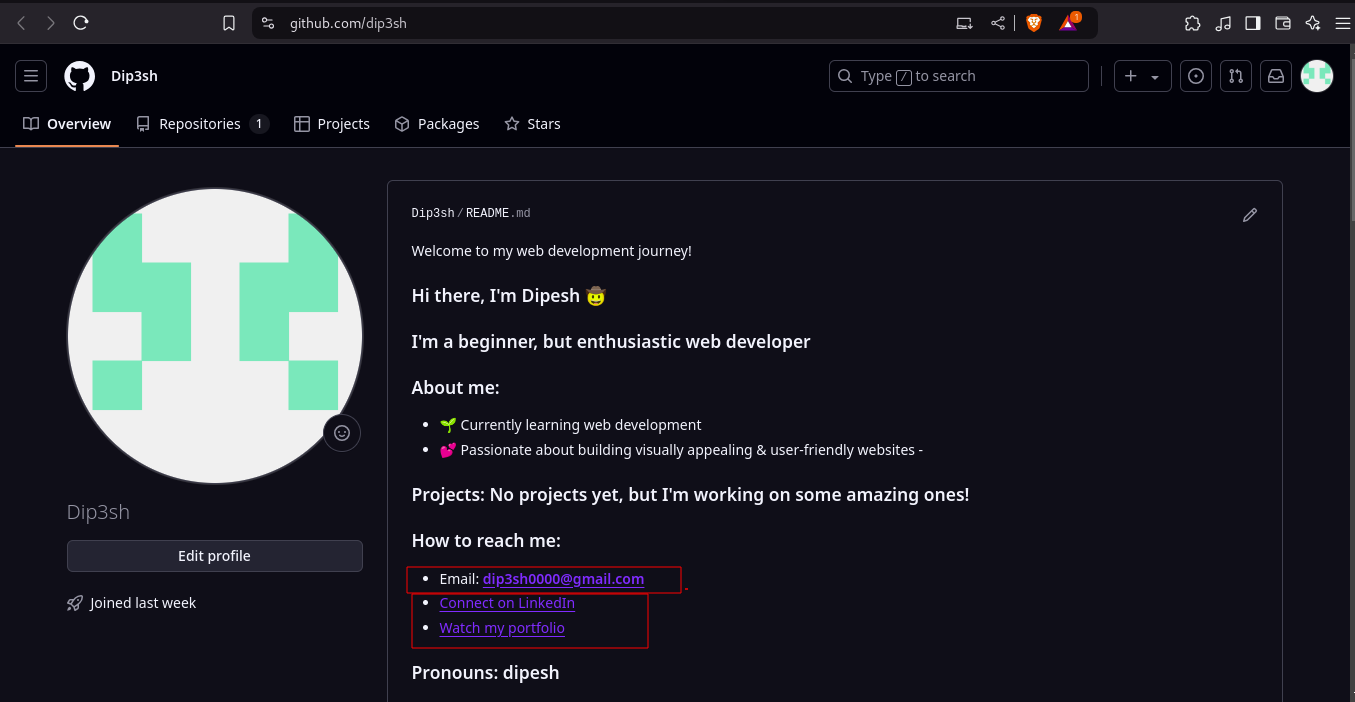 github.com/dip3sh
1
Dip3sh
Type / to search
Overview
Repositories 1
Projects
Packages
Stars
Dip3sh/README.md
Welcome to my web development journey!
Hi there, I'm Dipesh 🤠
I'm a beginner, but enthusiastic web developer
About me:
• 🌱 Currently learning web development
• 💞 Passionate about building visually appealing & user-friendly websites -
Projects: No projects yet, but I'm working on some amazing ones!
How to reach me:
• Email: dip3sh0000@gmail.com
• Connect on LinkedIn
• Watch my portfolio
Pronouns: dipesh
Dip3sh
Edit profile
Joined last week